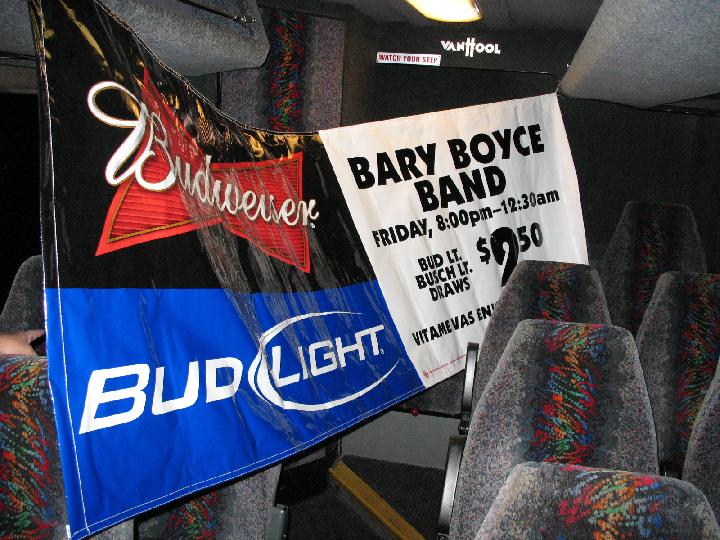 VANHOOL
WATCH YOUR STEP
Budweiser
BUD LIGHT
BARY BOYCE
BAND
FRIDAY, 8:00pm-12:30am
BUD LT.
BUSCH LT.
DRAWS
$2.50
VITAMEVAS